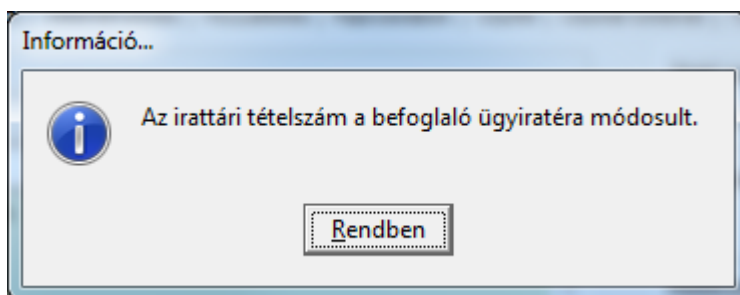 Információ...
Az irattári tételszám a befoglaló ügyiratéra módosult.
Rendben